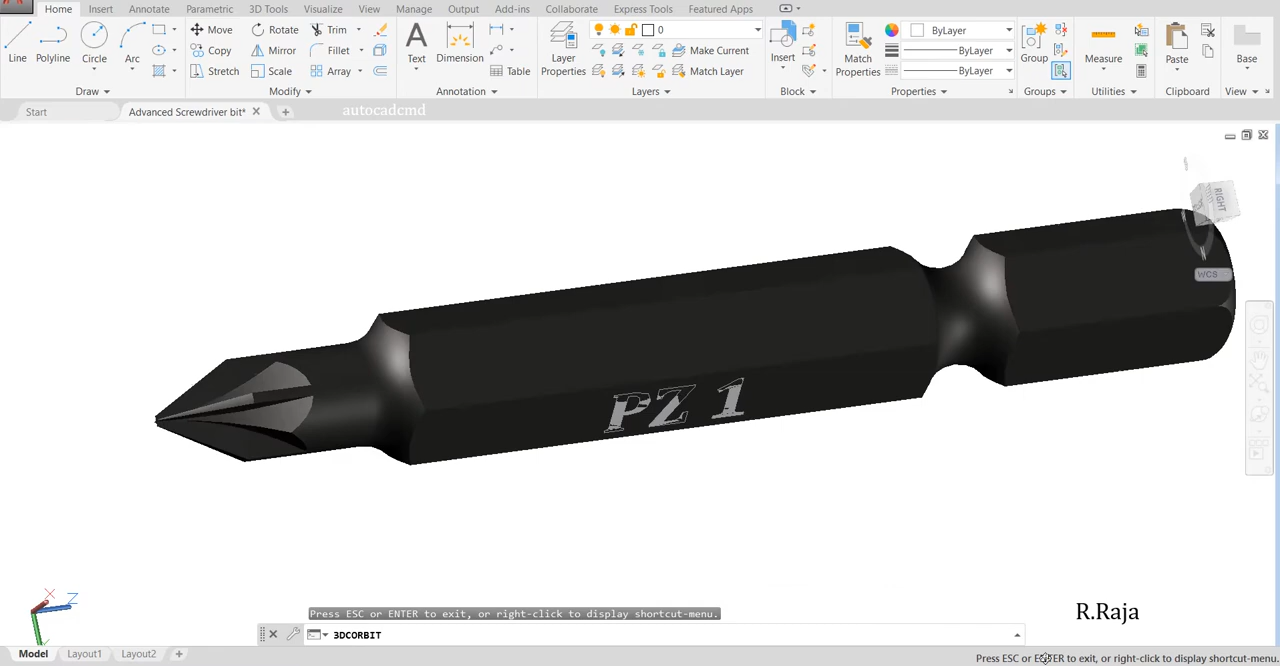 Home Insert Annotate Parametric 3D Tools Visualize View Manage Output Add-ins Collaborate Express Tools Featured Apps
Line Polyline Circle Arc
Move Rotate Trim
Copy Mirror Fillet
Stretch Scale Array
Text Dimension Table
Layer Properties
0
Make Current
Match Layer
Insert
Match Properties
ByLayer
ByLayer
ByLayer
Group Measure Paste Base
Draw Modify Annotation Layers Block Properties Groups Utilities Clipboard View
Start Advanced Screwdriver bit* autocadcmd
RIGHT
WCS
PZ 1
X
Z
Y
R.Raja
Press ESC or ENTER to exit, or right-click to display shortcut-menu.
3DCORBIT
Model Layout1 Layout2
Press ESC or ENTER to exit, or right-click to display shortcut-menu.